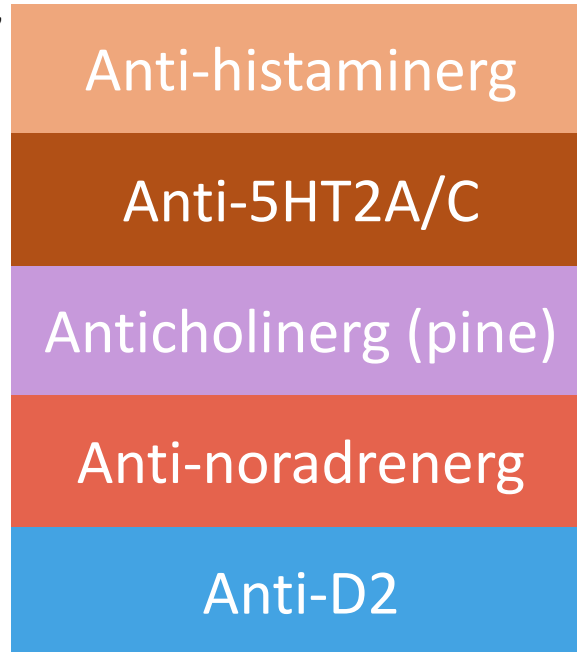 Anti-histaminerg
Anti-5HT2A/C
Anticholinerg (pine)
Anti-noradrenerg
Anti-D2